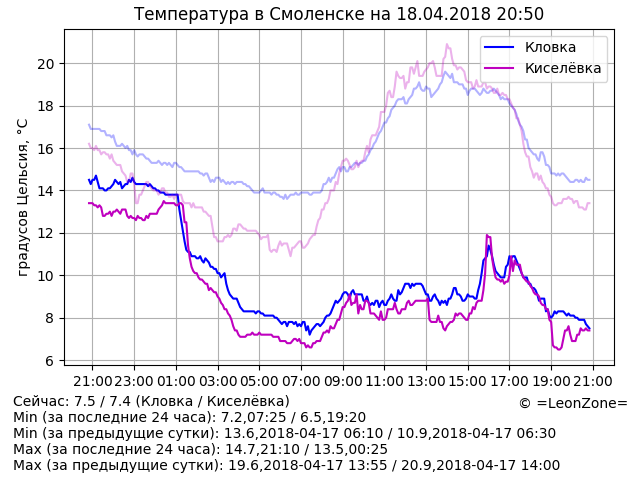 Температура в Смоленске на 18.04.2018 20:50
Кловка
Киселёвка
градусов Цельсия, °C
20
18
16
14
12
10
8
6
21:00 23:00 01:00 03:00 05:00 07:00 09:00 11:00 13:00 15:00 17:00 19:00 21:00
Сейчас: 7.5 / 7.4 (Кловка / Киселёвка)
© =LeonZone=
Min (за последние 24 часа): 7.2,07:25 / 6.5,19:20
Min (за предыдущие сутки): 13.6,2018-04-17 06:10 / 10.9,2018-04-17 06:30
Max (за последние 24 часа): 14.7,21:10 / 13.5,00:25
Max (за предыдущие сутки): 19.6,2018-04-17 13:55 / 20.9,2018-04-17 14:00